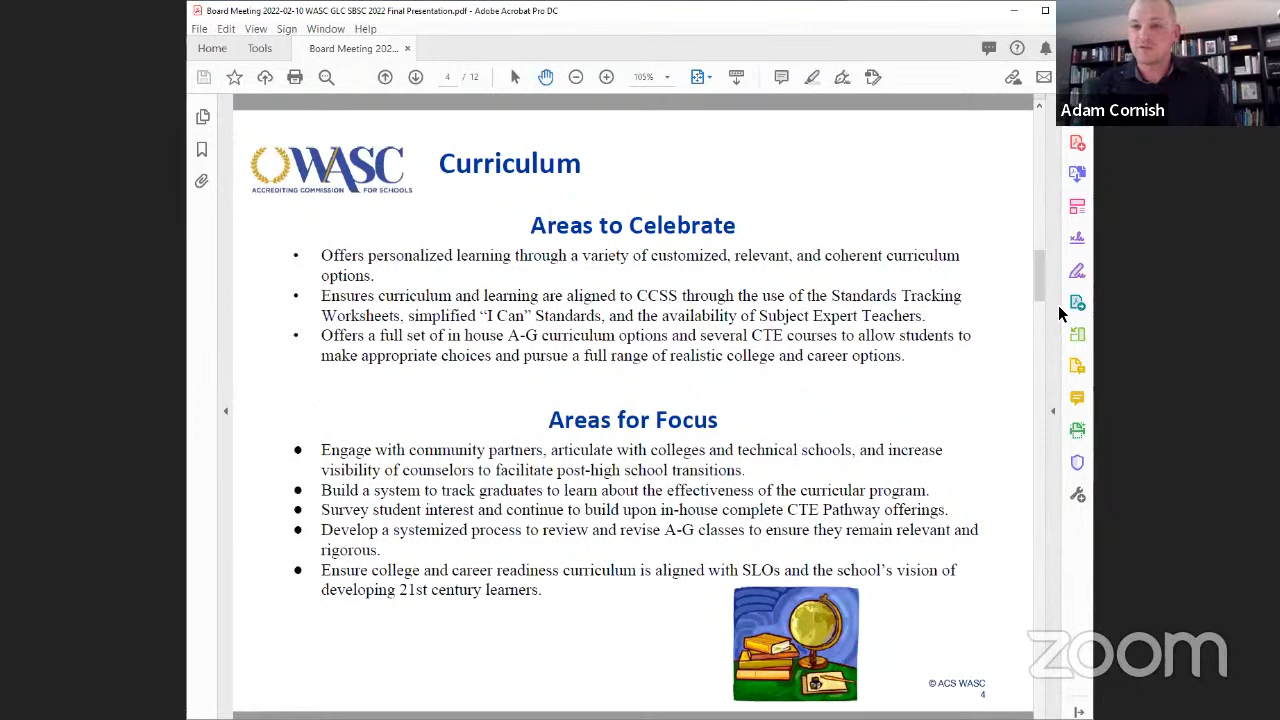 Board Meeting 2022-02-10 WASC GLC SBSC 2022 Final Presentation.pdf - Adobe Acrobat Pro DC
File Edit View Sign Window Help
Home Tools Board Meeting 202... ×
4 / 12 105%
Adam Cornish
WASC
ACCREDITING COMMISSION FOR SCHOOLS
Curriculum
Areas to Celebrate
• Offers personalized learning through a variety of customized, relevant, and coherent curriculum
options.
• Ensures curriculum and learning are aligned to CCSS through the use of the Standards Tracking
Worksheets, simplified “I Can” Standards, and the availability of Subject Expert Teachers.
• Offers a full set of in house A-G curriculum options and several CTE courses to allow students to
make appropriate choices and pursue a full range of realistic college and career options.
Areas for Focus
● Engage with community partners, articulate with colleges and technical schools, and increase
visibility of counselors to facilitate post-high school transitions.
● Build a system to track graduates to learn about the effectiveness of the curricular program.
● Survey student interest and continue to build upon in-house complete CTE Pathway offerings.
● Develop a systemized process to review and revise A-G classes to ensure they remain relevant and
rigorous.
● Ensure college and career readiness curriculum is aligned with SLOs and the school’s vision of
developing 21st century learners.
© ACS WASC
4
zoom